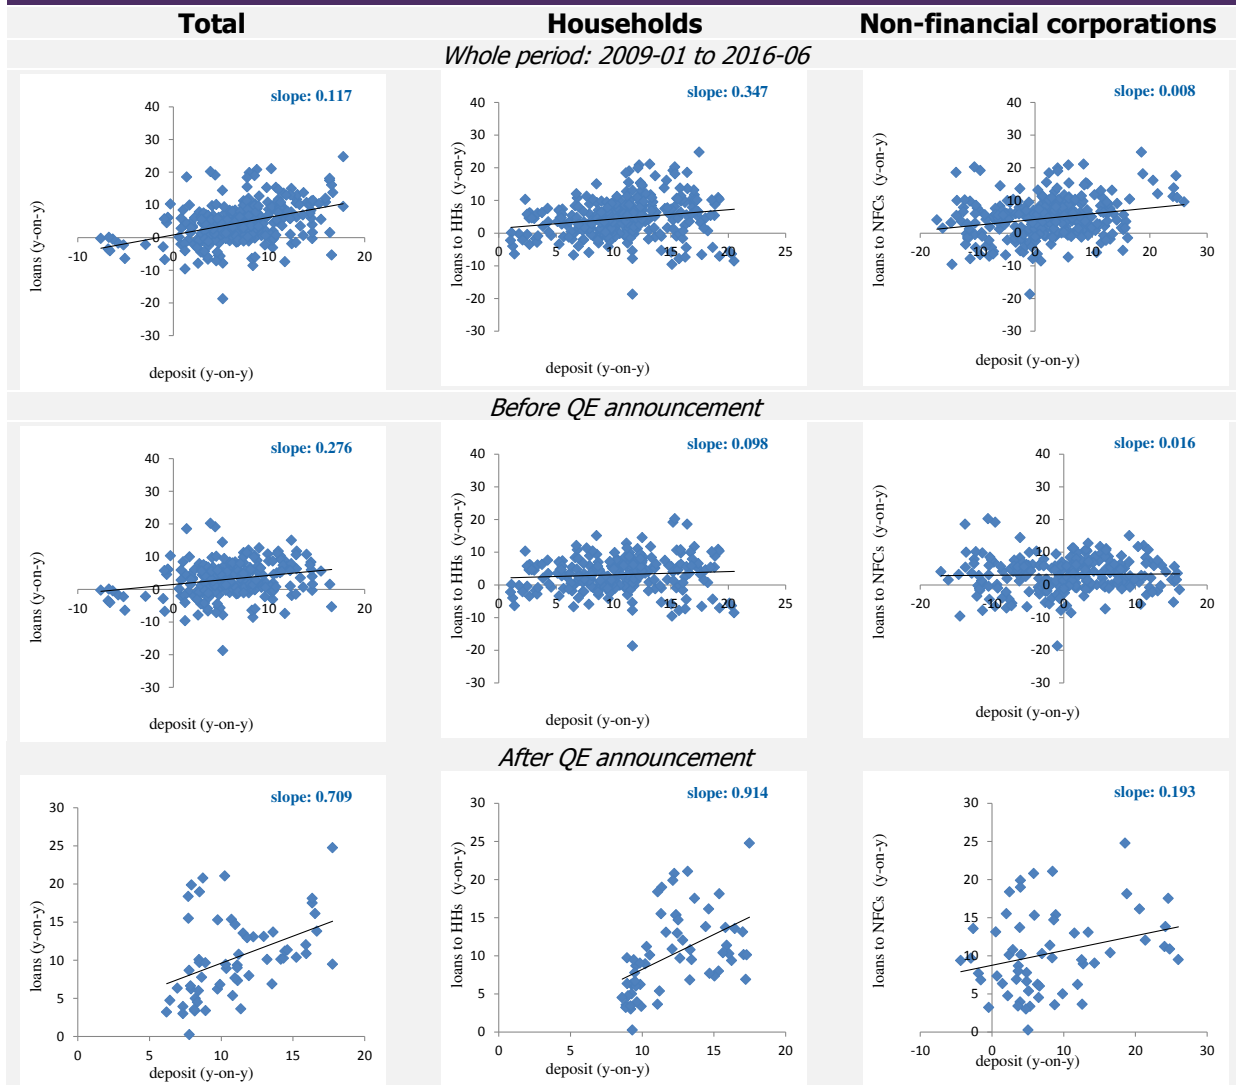 Total Households Non-financial corporations
Whole period: 2009-01 to 2016-06
slope: 0.117
loans (y-on-y)
40
30
20
10
0
-10
-20
-30
-10 0 10 20
deposit (y-on-y)
slope: 0.347
loans to HHs (y-on-y)
40
30
20
10
0
-10
-20
-30
0 5 10 15 20 25
deposit (y-on-y)
slope: 0.008
loans to NFCs (y-on-y)
40
30
20
10
0
-10
-20
-30
-20 -10 0 10 20 30
deposit (y-on-y)
Before QE announcement
slope: 0.276
loans (y-on-y)
40
30
20
10
0
-10
-20
-30
-10 0 10 20
deposit (y-on-y)
slope: 0.098
loans to HHs (y-on-y)
40
30
20
10
0
-10
-20
-30
0 5 10 15 20 25
deposit (y-on-y)
slope: 0.016
loans to NFCs (y-on-y)
40
30
20
10
0
-10
-20
-30
-20 -10 0 10 20
deposit (y-on-y)
After QE announcement
slope: 0.709
loans (y-on-y)
30
25
20
15
10
5
0
0 5 10 15 20
deposit (y-on-y)
slope: 0.914
loans to HHs (y-on-y)
30
25
20
15
10
5
0
0 5 10 15 20
deposit (y-on-y)
slope: 0.193
loans to NFCs (y-on-y)
30
25
20
15
10
5
0
-10 0 10 20 30
deposit (y-on-y)